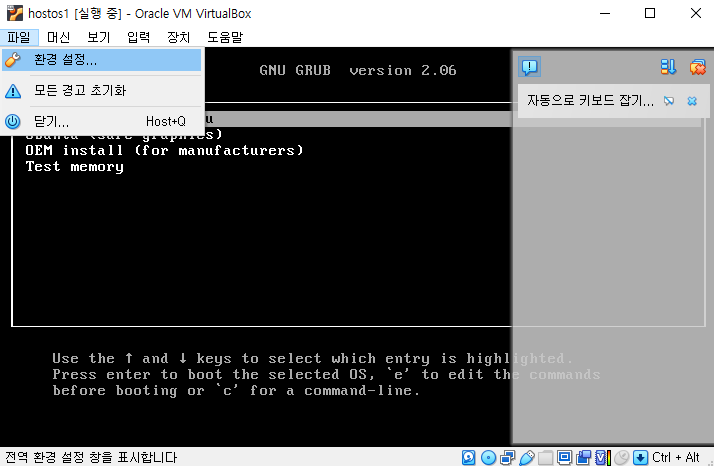 hostos1 [실행 중] - Oracle VM VirtualBox
파일 머신 보기 입력 장치 도움말
환경 설정...
모든 경고 초기화
닫기... Host+Q
GNU GRUB version 2.06
자동으로 키보드 잡기...
OEM install (for manufacturers)
Test memory
Use the ↑ and ↓ keys to select which entry is highlighted.
Press enter to boot the selected OS, `e' to edit the commands
before booting or `c' for a command-line.
전역 환경 설정 창을 표시합니다
Ctrl + Alt